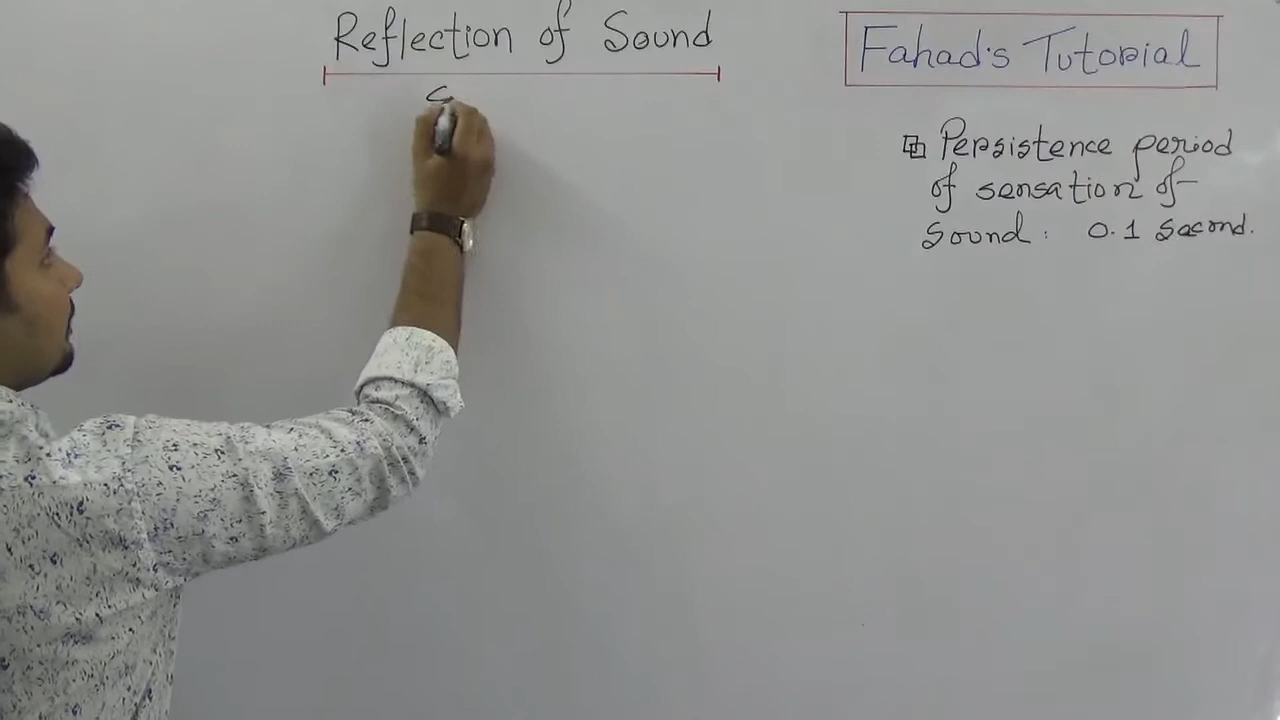 Reflection of Sound
Fahad's Tutorial
Persistence period
of sensation of
sound: 0.1 second.